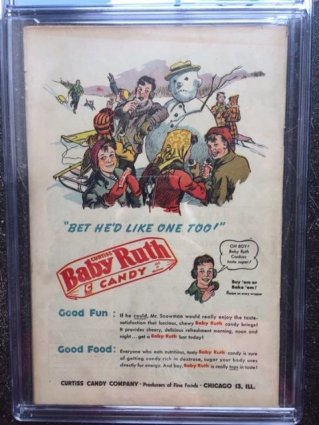 "BET HE'D LIKE ONE TOO!"
CURTISS
Baby Ruth
CANDY
OH BOY!
Baby Ruth
Cookies
taste super!
Buy 'em or
Bake 'em!
Recipe on every wrapper
Good Fun : If he could, Mr. Snowman would really enjoy the taste-
satisfaction that luscious, chewy Baby Ruth candy brings!
It provides cheery, delicious refreshment morning, noon and
night... get a Baby Ruth bar today!
Good Food: Everyone who eats nutritious, tasty Baby Ruth candy is sure
of getting candy rich in dextrose, sugar your body uses
directly for energy. And boy, Baby Ruth is really tops in taste!
CURTISS CANDY COMPANY · Producers of Fine Foods · CHICAGO 13, ILL.